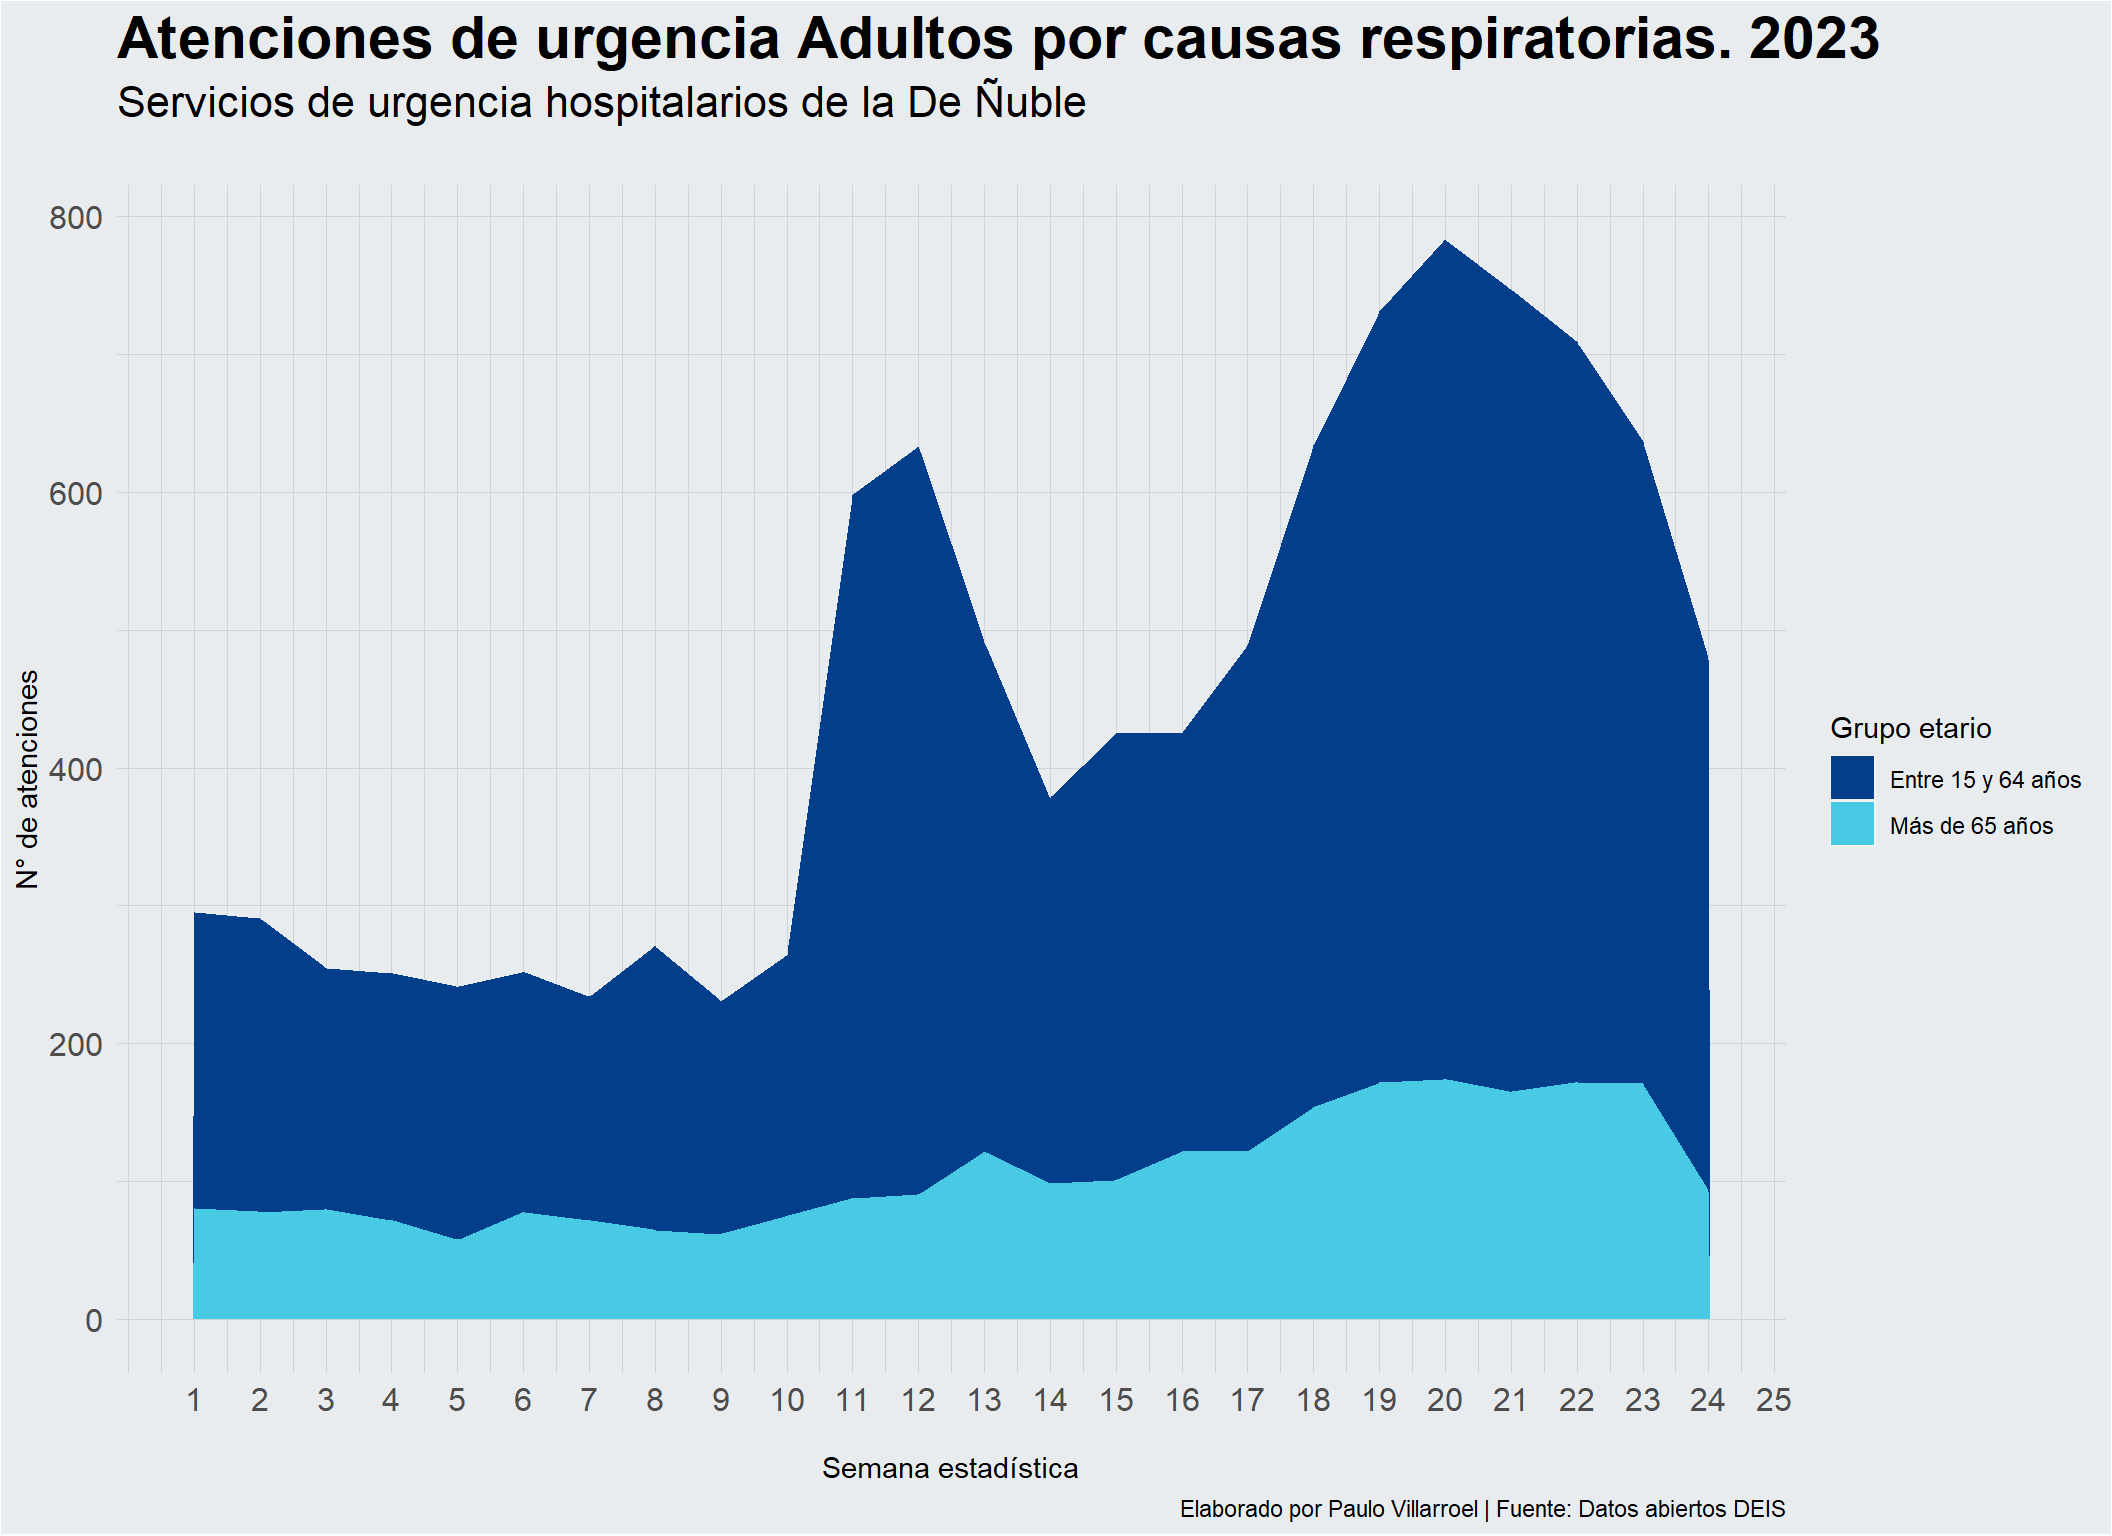 Atenciones de urgencia Adultos por causas respiratorias. 2023
Servicios de urgencia hospitalarios de la De Ñuble
800
600
400
200
0
N° de atenciones
1 2 3 4 5 6 7 8 9 10 11 12 13 14 15 16 17 18 19 20 21 22 23 24 25
Semana estadística
Grupo etario
Entre 15 y 64 años
Más de 65 años
Elaborado por Paulo Villarroel | Fuente: Datos abiertos DEIS